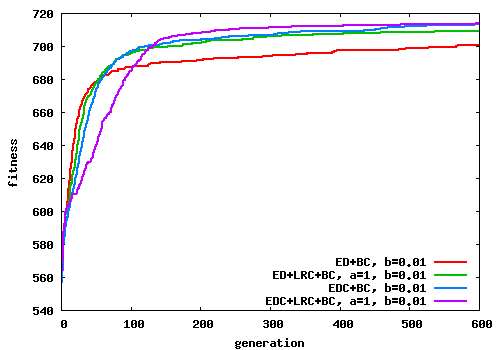 720
700
680
660
640
620
600
580
560
540
fitness
ED+BC, b=0.01
ED+LRC+BC, a=1, b=0.01
EDC+BC, b=0.01
EDC+LRC+BC, a=1, b=0.01
0 100 200 300 400 500 600
generation